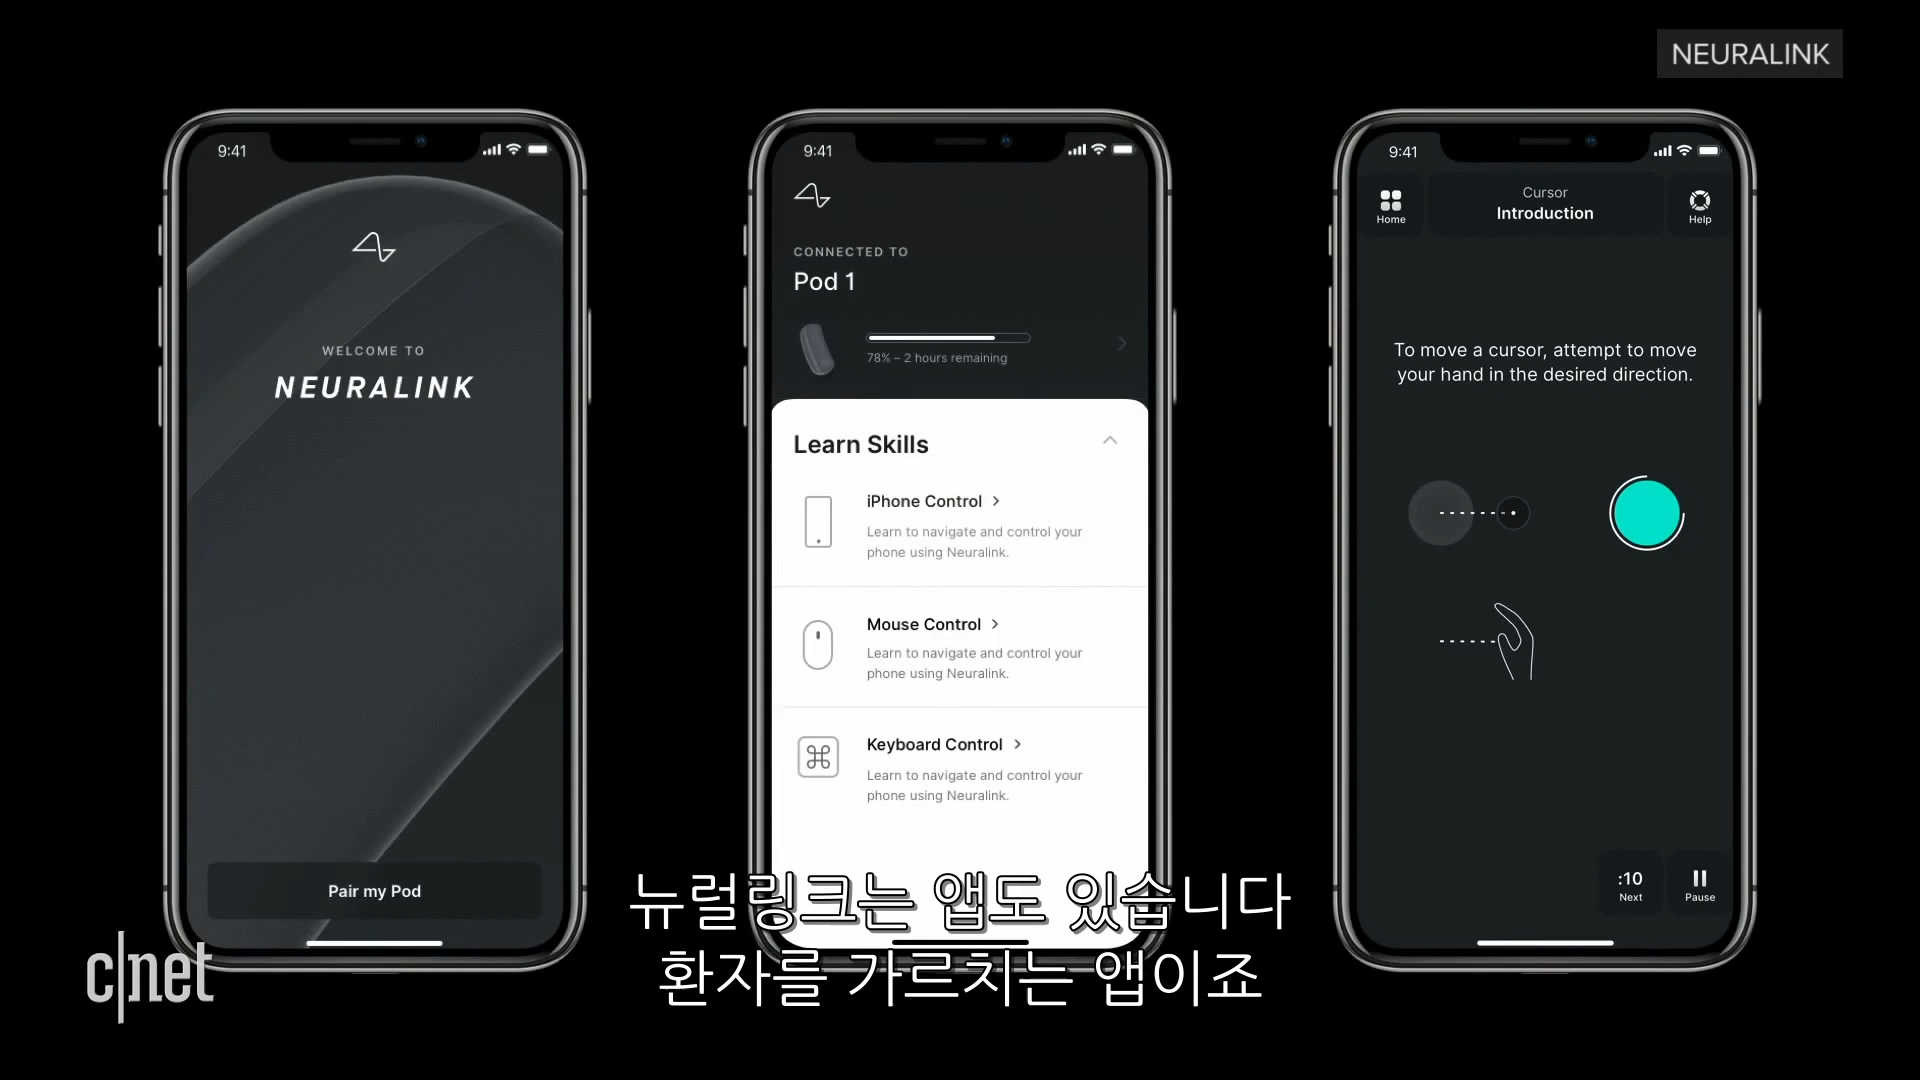 NEURALINK
9:41
WELCOME TO
NEURALINK
Pair my Pod
9:41
CONNECTED TO
Pod 1
78% – 2 hours remaining
Learn Skills
iPhone Control
Learn to navigate and control your
phone using Neuralink.
Mouse Control
Learn to navigate and control your
phone using Neuralink.
Keyboard Control
Learn to navigate and control your
phone using Neuralink.
9:41
Home
Cursor
Introduction
Help
To move a cursor, attempt to move
your hand in the desired direction.
:10
Next
Pause
뉴럴링크는 앱도 있습니다
환자를 가르치는 앱이죠
c|net